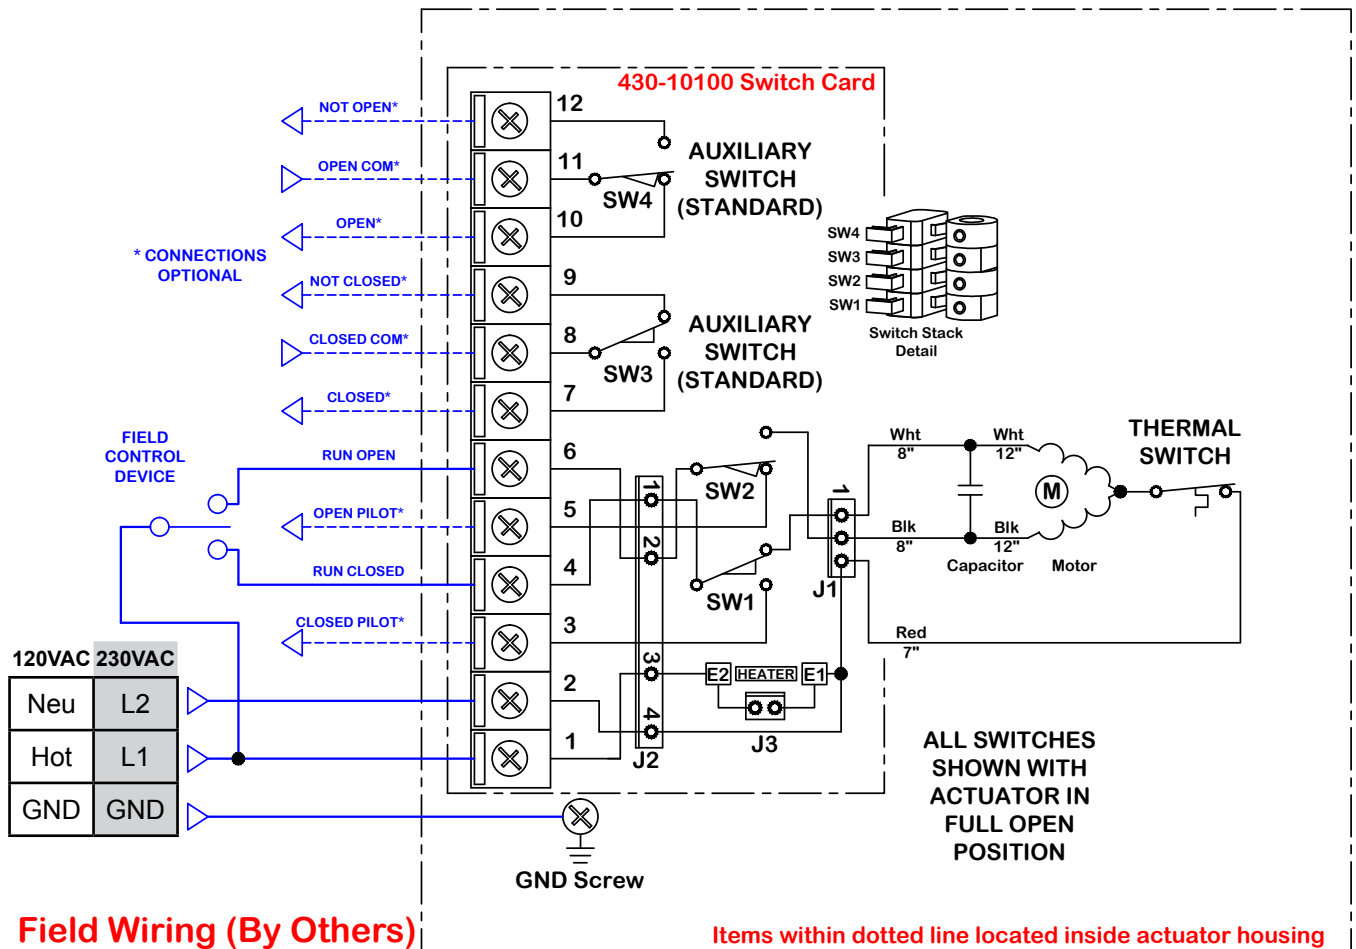 430-10100 Switch Card
NOT OPEN*
12
OPEN COM*
11
SW4
AUXILIARY
SWITCH
(STANDARD)
OPEN*
10
* CONNECTIONS
OPTIONAL
NOT CLOSED*
9
CLOSED COM*
8
SW3
AUXILIARY
SWITCH
(STANDARD)
CLOSED*
7
SW4
SW3
SW2
SW1
Switch Stack
Detail
FIELD
CONTROL
DEVICE
RUN OPEN
6
OPEN PILOT*
5
RUN CLOSED
4
CLOSED PILOT*
3
2
1
1
2
3
4
J2
SW2
SW1
1
J1
Wht
8"
Wht
12"
Blk
8"
Blk
12"
Capacitor
Motor
M
THERMAL
SWITCH
Red
7"
E2
HEATER
E1
J3
120VAC 230VAC
Neu L2
Hot L1
GND GND
GND Screw
ALL SWITCHES
SHOWN WITH
ACTUATOR IN
FULL OPEN
POSITION
Field Wiring (By Others)
Items within dotted line located inside actuator housing